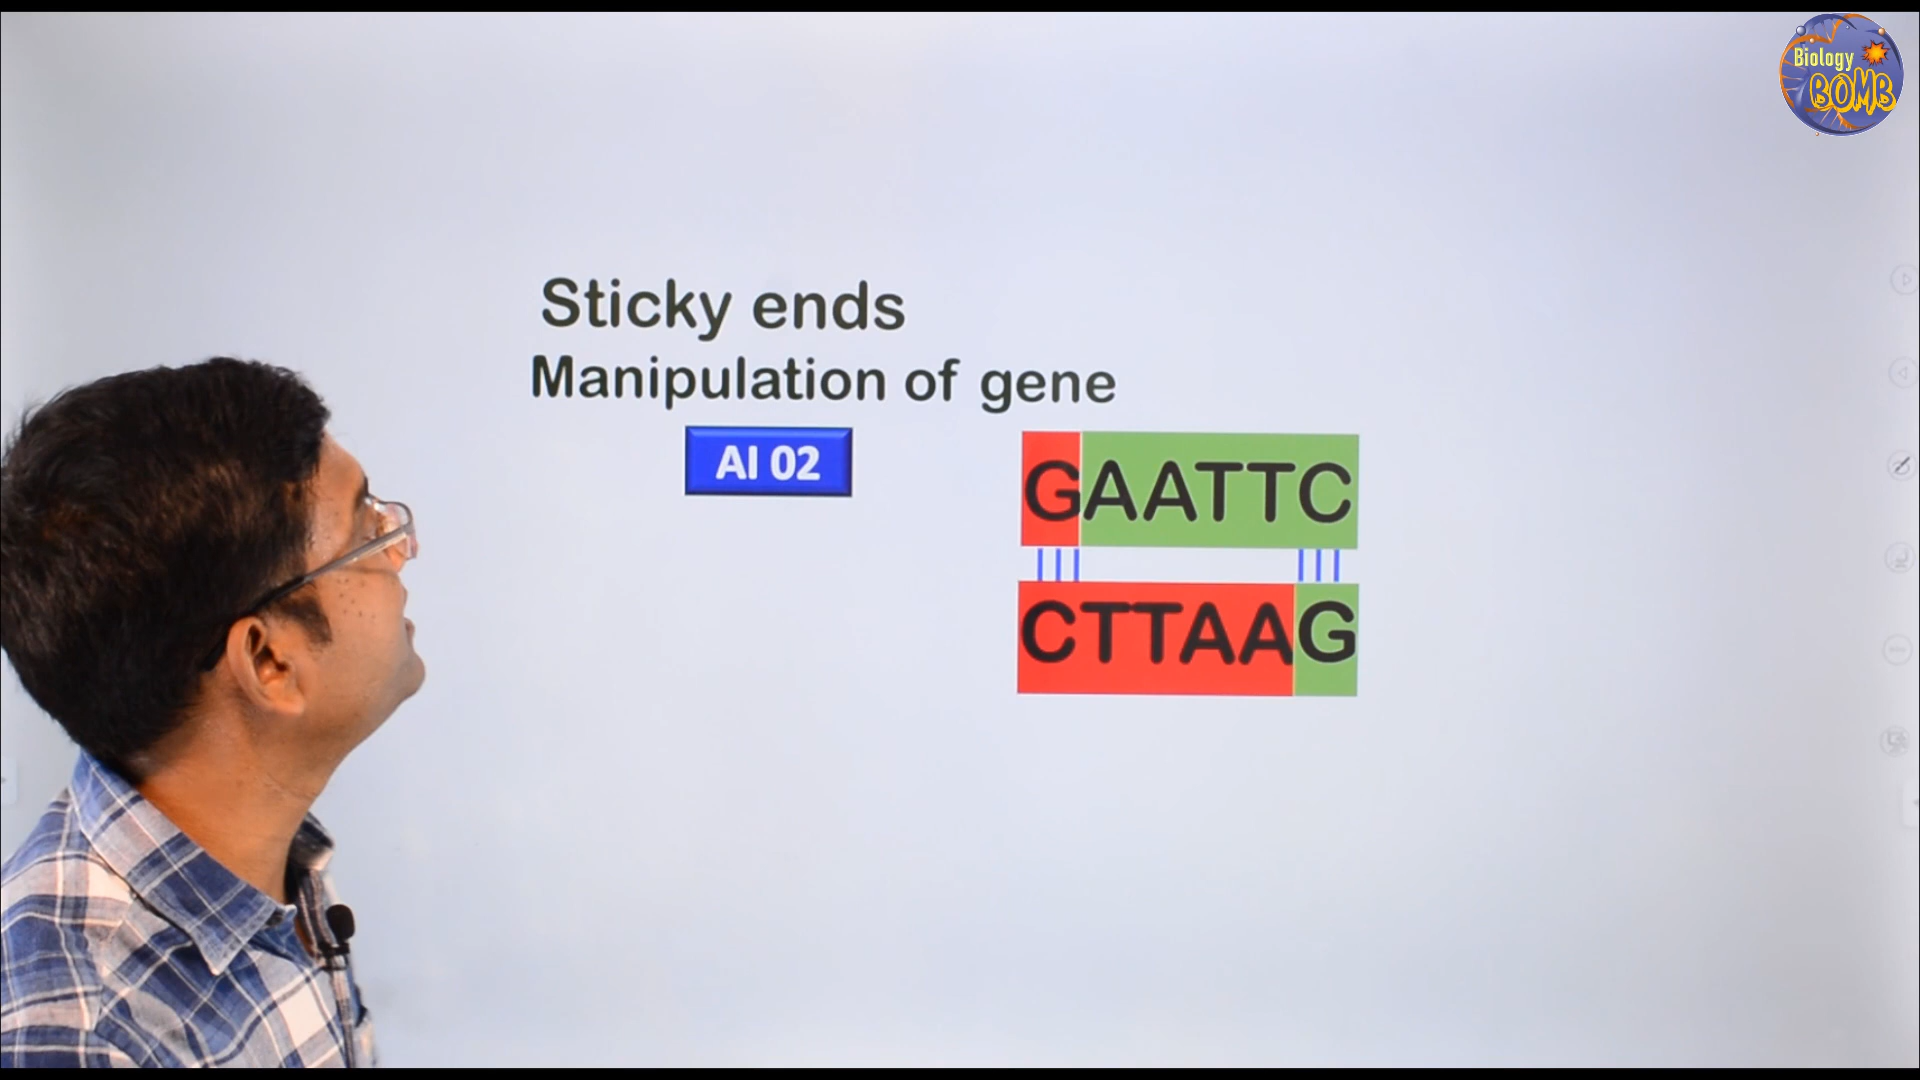 Biology
BOMB
Sticky ends
Manipulation of gene
AI 02
GAATTC
CTTAAG